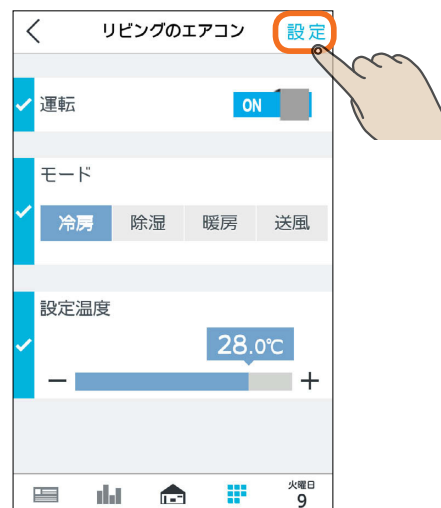 リビングのエアコン 設定
運転 ON
モード
冷房 除湿 暖房 送風
設定温度
28.0℃
− +
火曜日
9